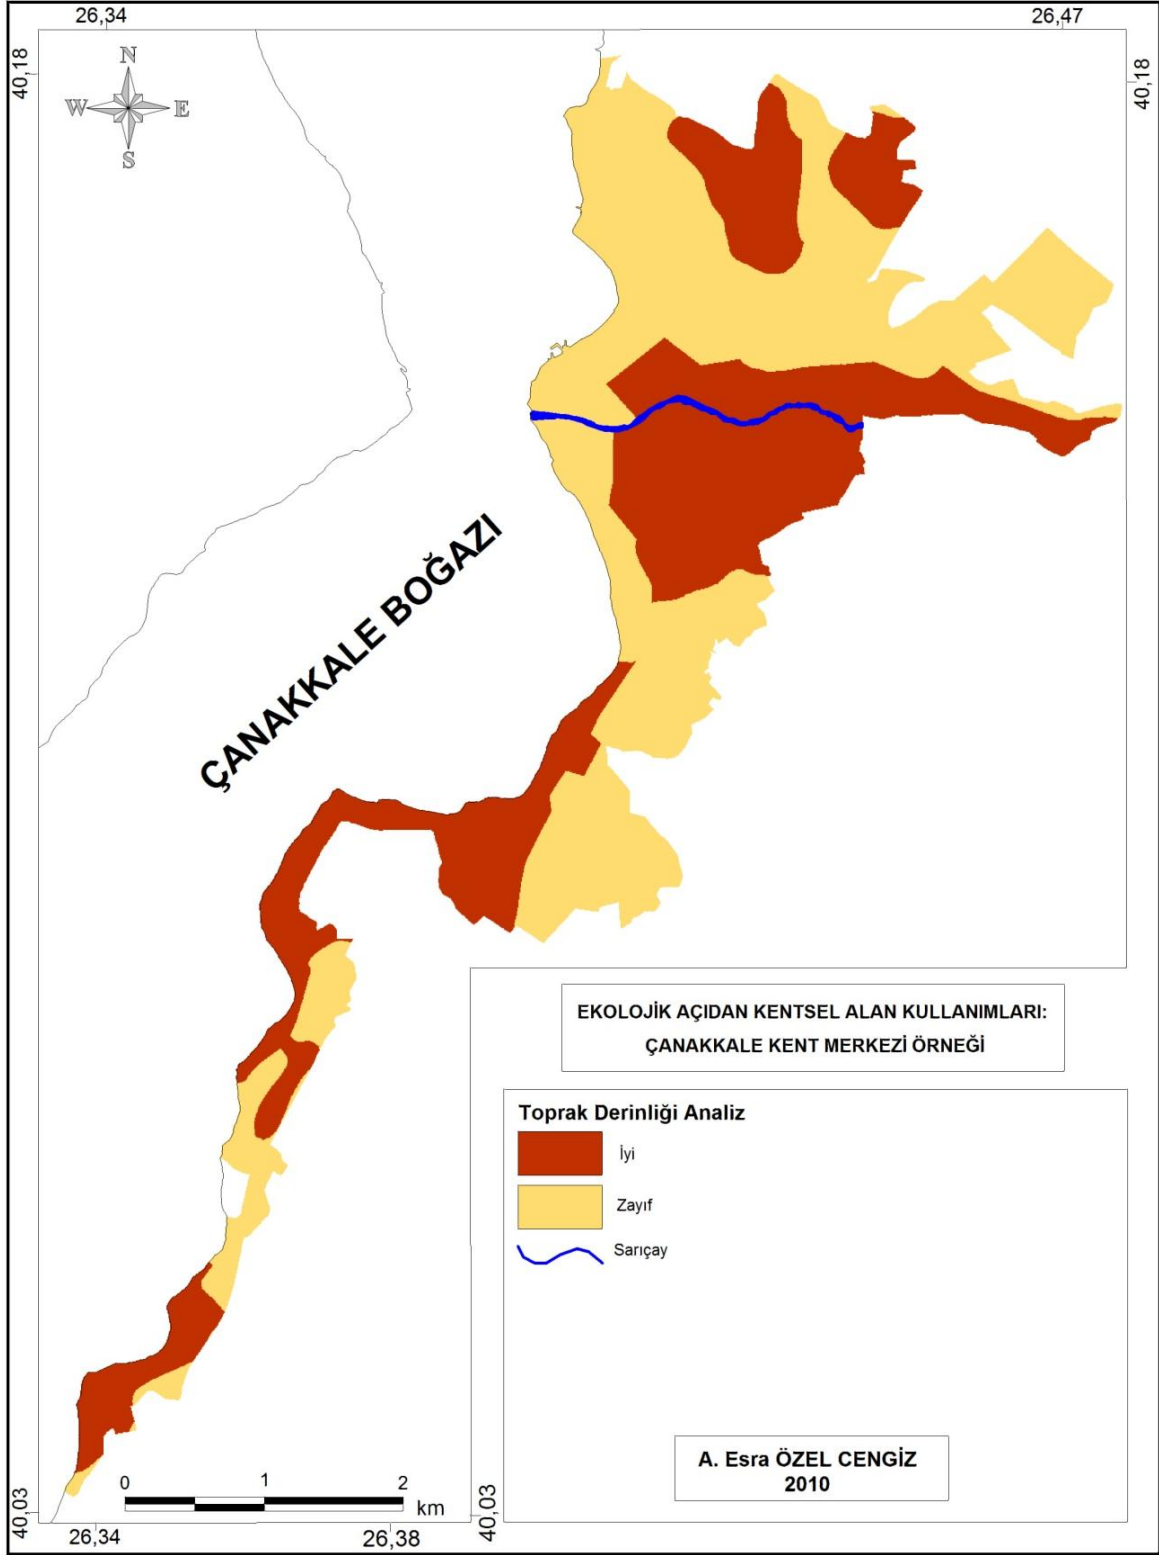 26,34
26,47
40,18
40,18
N
W
E
S
ÇANAKKALE BOĞAZI
EKOLOJİK AÇIDAN KENTSEL ALAN KULLANIMLARI:
ÇANAKKALE KENT MERKEZİ ÖRNEĞİ
Toprak Derinliği Analiz
İyi
Zayıf
Sarıçay
A. Esra ÖZEL CENGİZ
2010
0
1
2
km
40,03
40,03
26,34
26,38